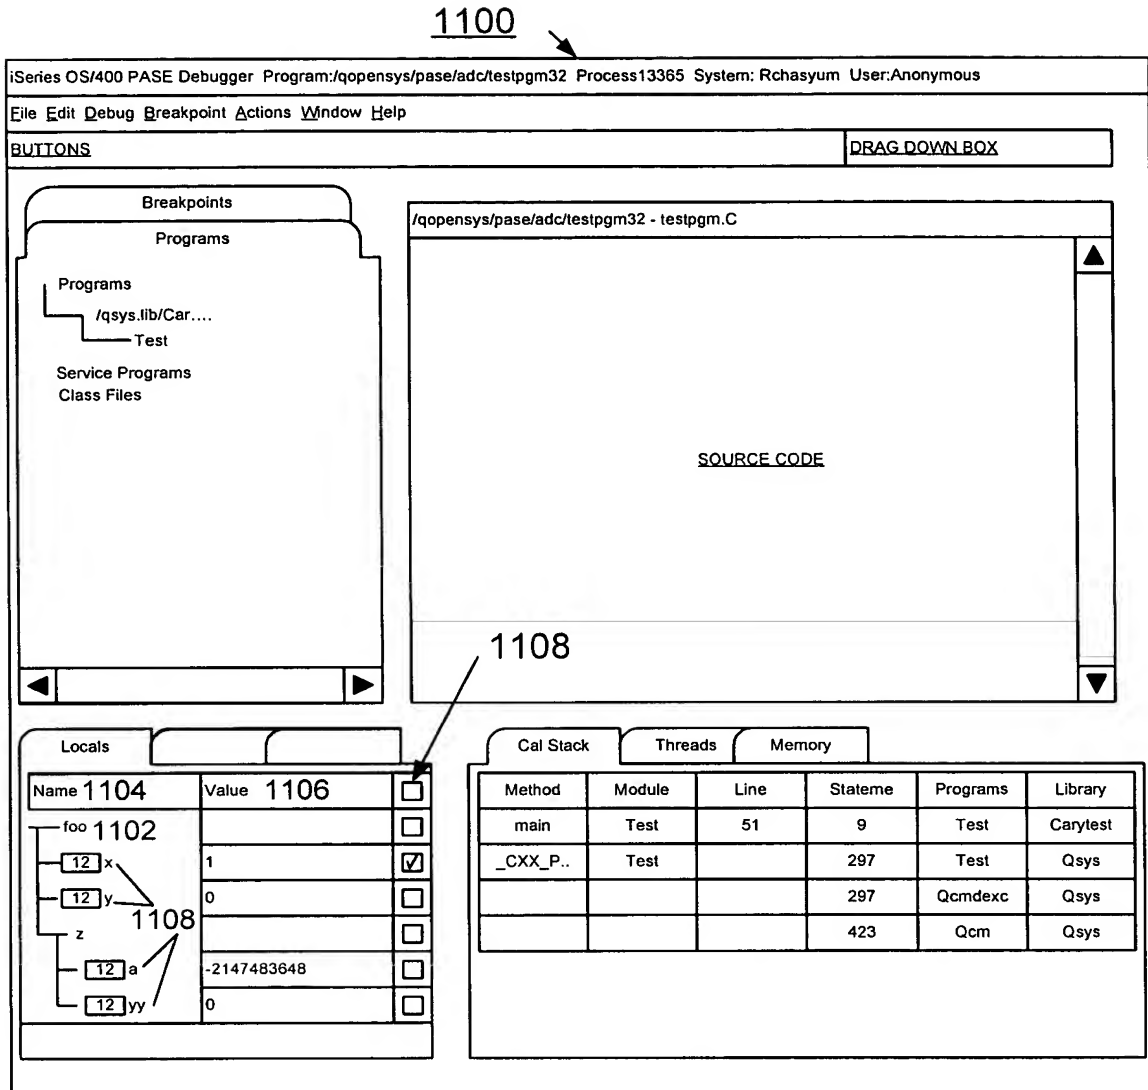 1100
iSeries OS/400 PASE Debugger Program:/qopensys/pase/adc/testpgm32 Process13365 System: Rchasyum User:Anonymous
File Edit Debug Breakpoint Actions Window Help
BUTTONS
DRAG DOWN BOX
Breakpoints
Programs
Programs
/qsys.lib/Car....
Test
Service Programs
Class Files
/qopensys/pase/adc/testpgm32 - testpgm.C
SOURCE CODE
1108
Locals
Name 1104 Value 1106
foo 1102
12 x 1
12 y 0
1108
z
12 a -2147483648
12 yy 0
Cal Stack Threads Memory
Method Module Line Stateme Programs Library
main Test 51 9 Test Carytest
_CXX_P.. Test 297 Test Qsys
297 Qcmdexc Qsys
423 Qcm Qsys